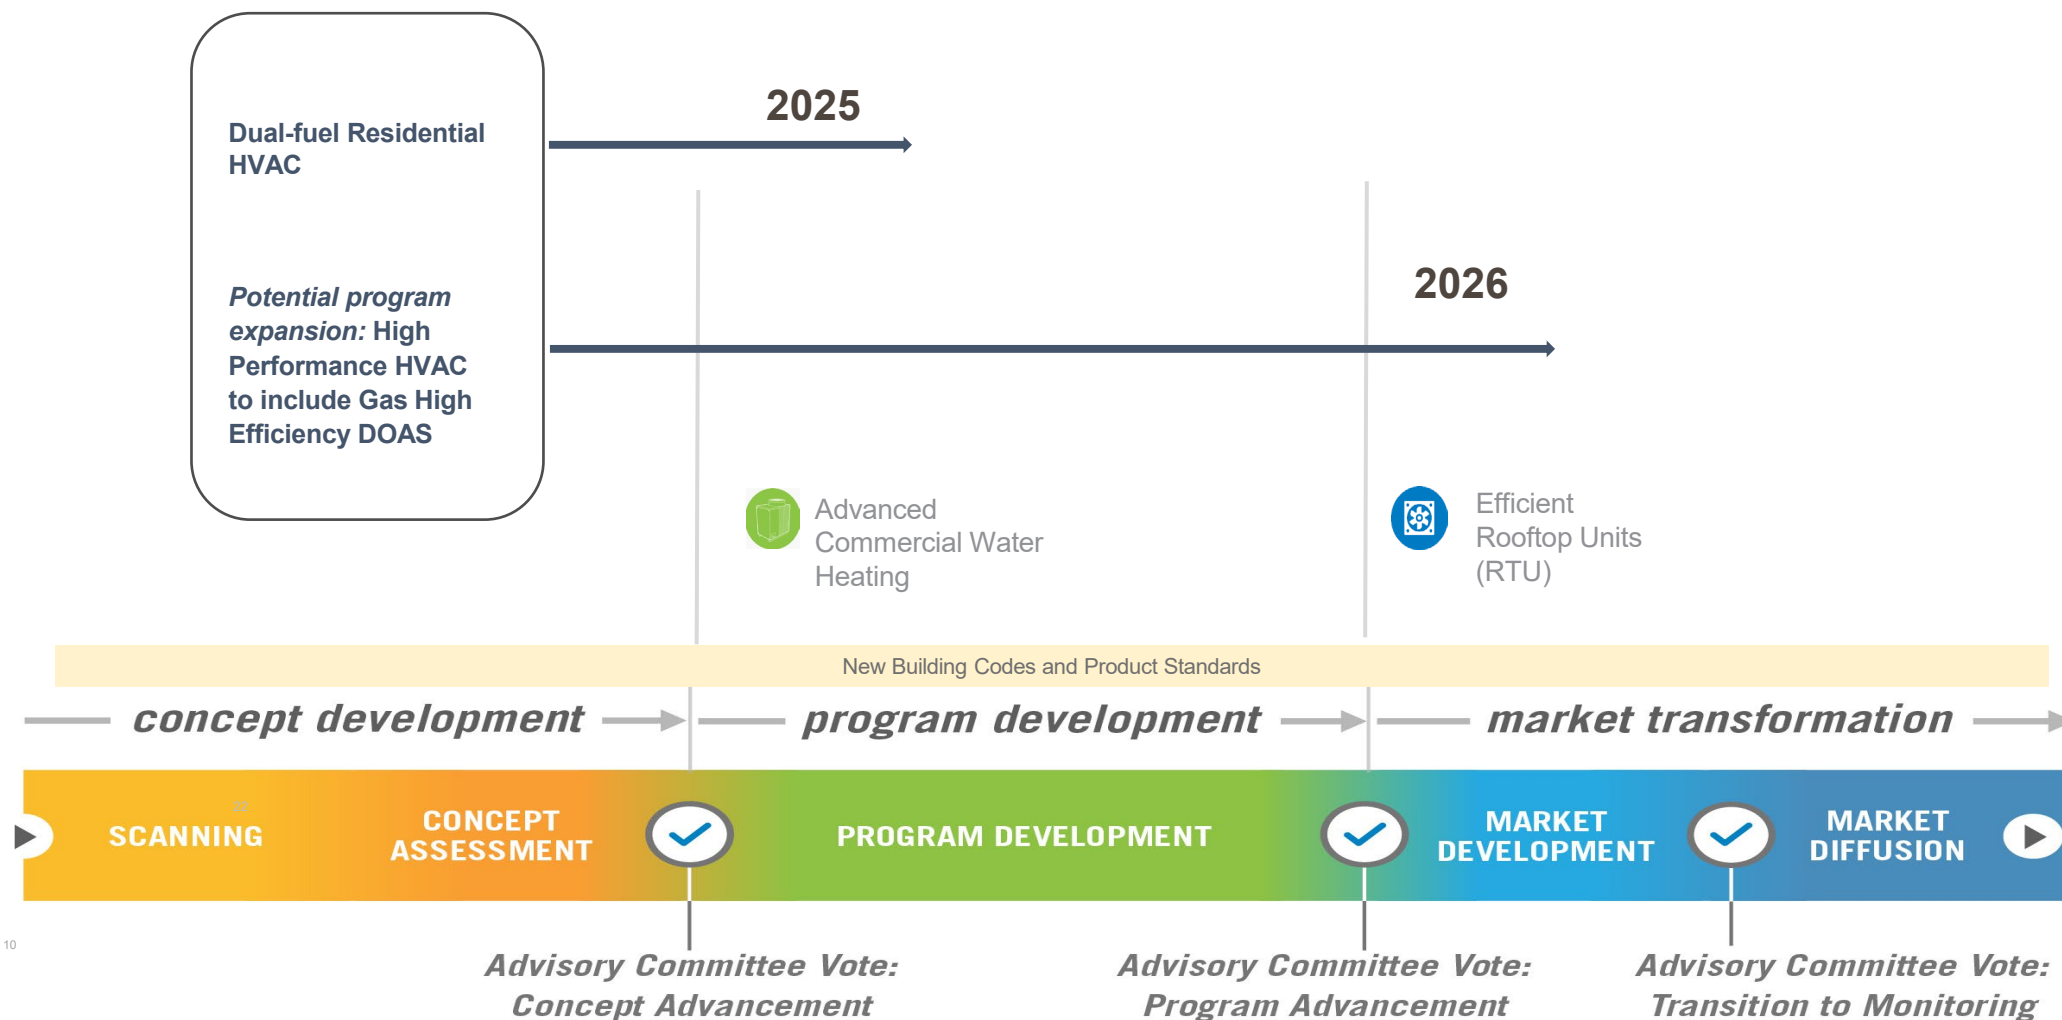 2025
Dual-fuel Residential
HVAC
2026
Potential program
expansion: High
Performance HVAC
to include Gas High
Efficiency DOAS
Advanced
Commercial Water
Heating
Efficient
Rooftop Units
(RTU)
New Building Codes and Product Standards
concept development
program development
market transformation
22
SCANNING
CONCEPT
ASSESSMENT
PROGRAM DEVELOPMENT
MARKET
DEVELOPMENT
MARKET
DIFFUSION
10
Advisory Committee Vote:
Concept Advancement
Advisory Committee Vote:
Program Advancement
Advisory Committee Vote:
Transition to Monitoring